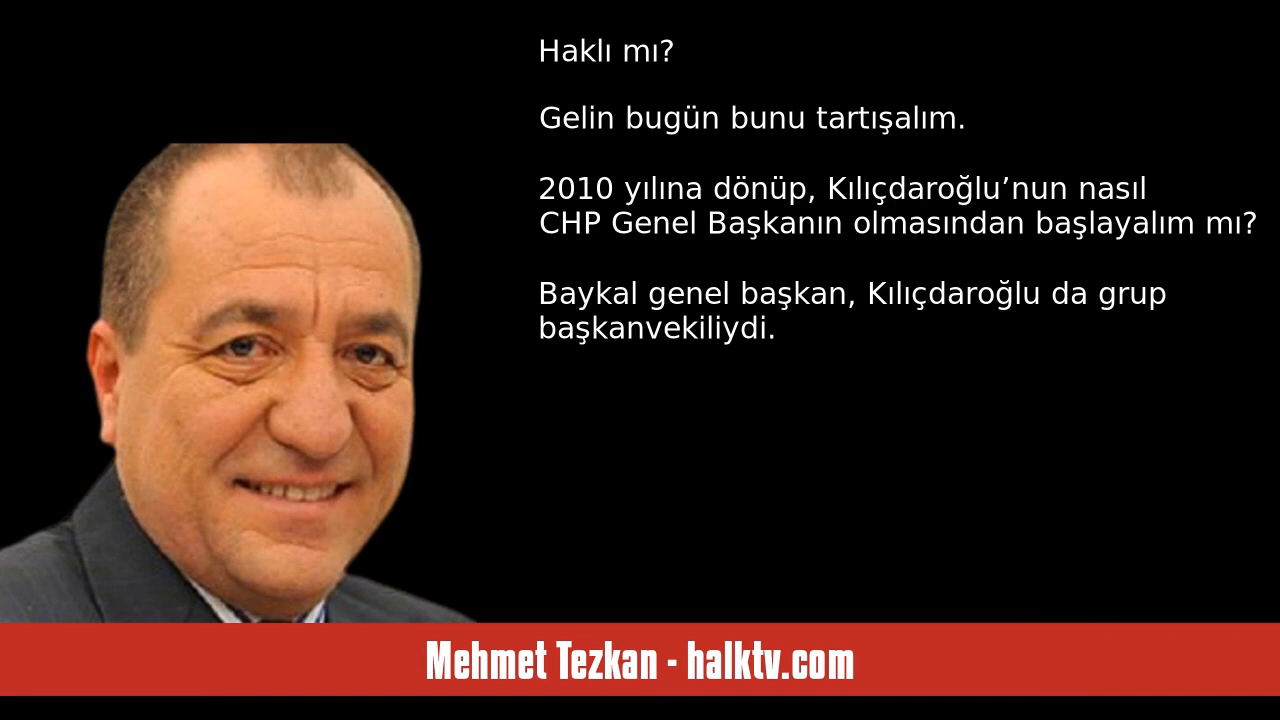 Haklı mı?
Gelin bugün bunu tartışalım.
2010 yılına dönüp, Kılıçdaroğlu’nun nasıl
CHP Genel Başkanın olmasından başlayalım mı?
Baykal genel başkan, Kılıçdaroğlu da grup
başkanvekiliydi.
Mehmet Tezkan - halktv.com